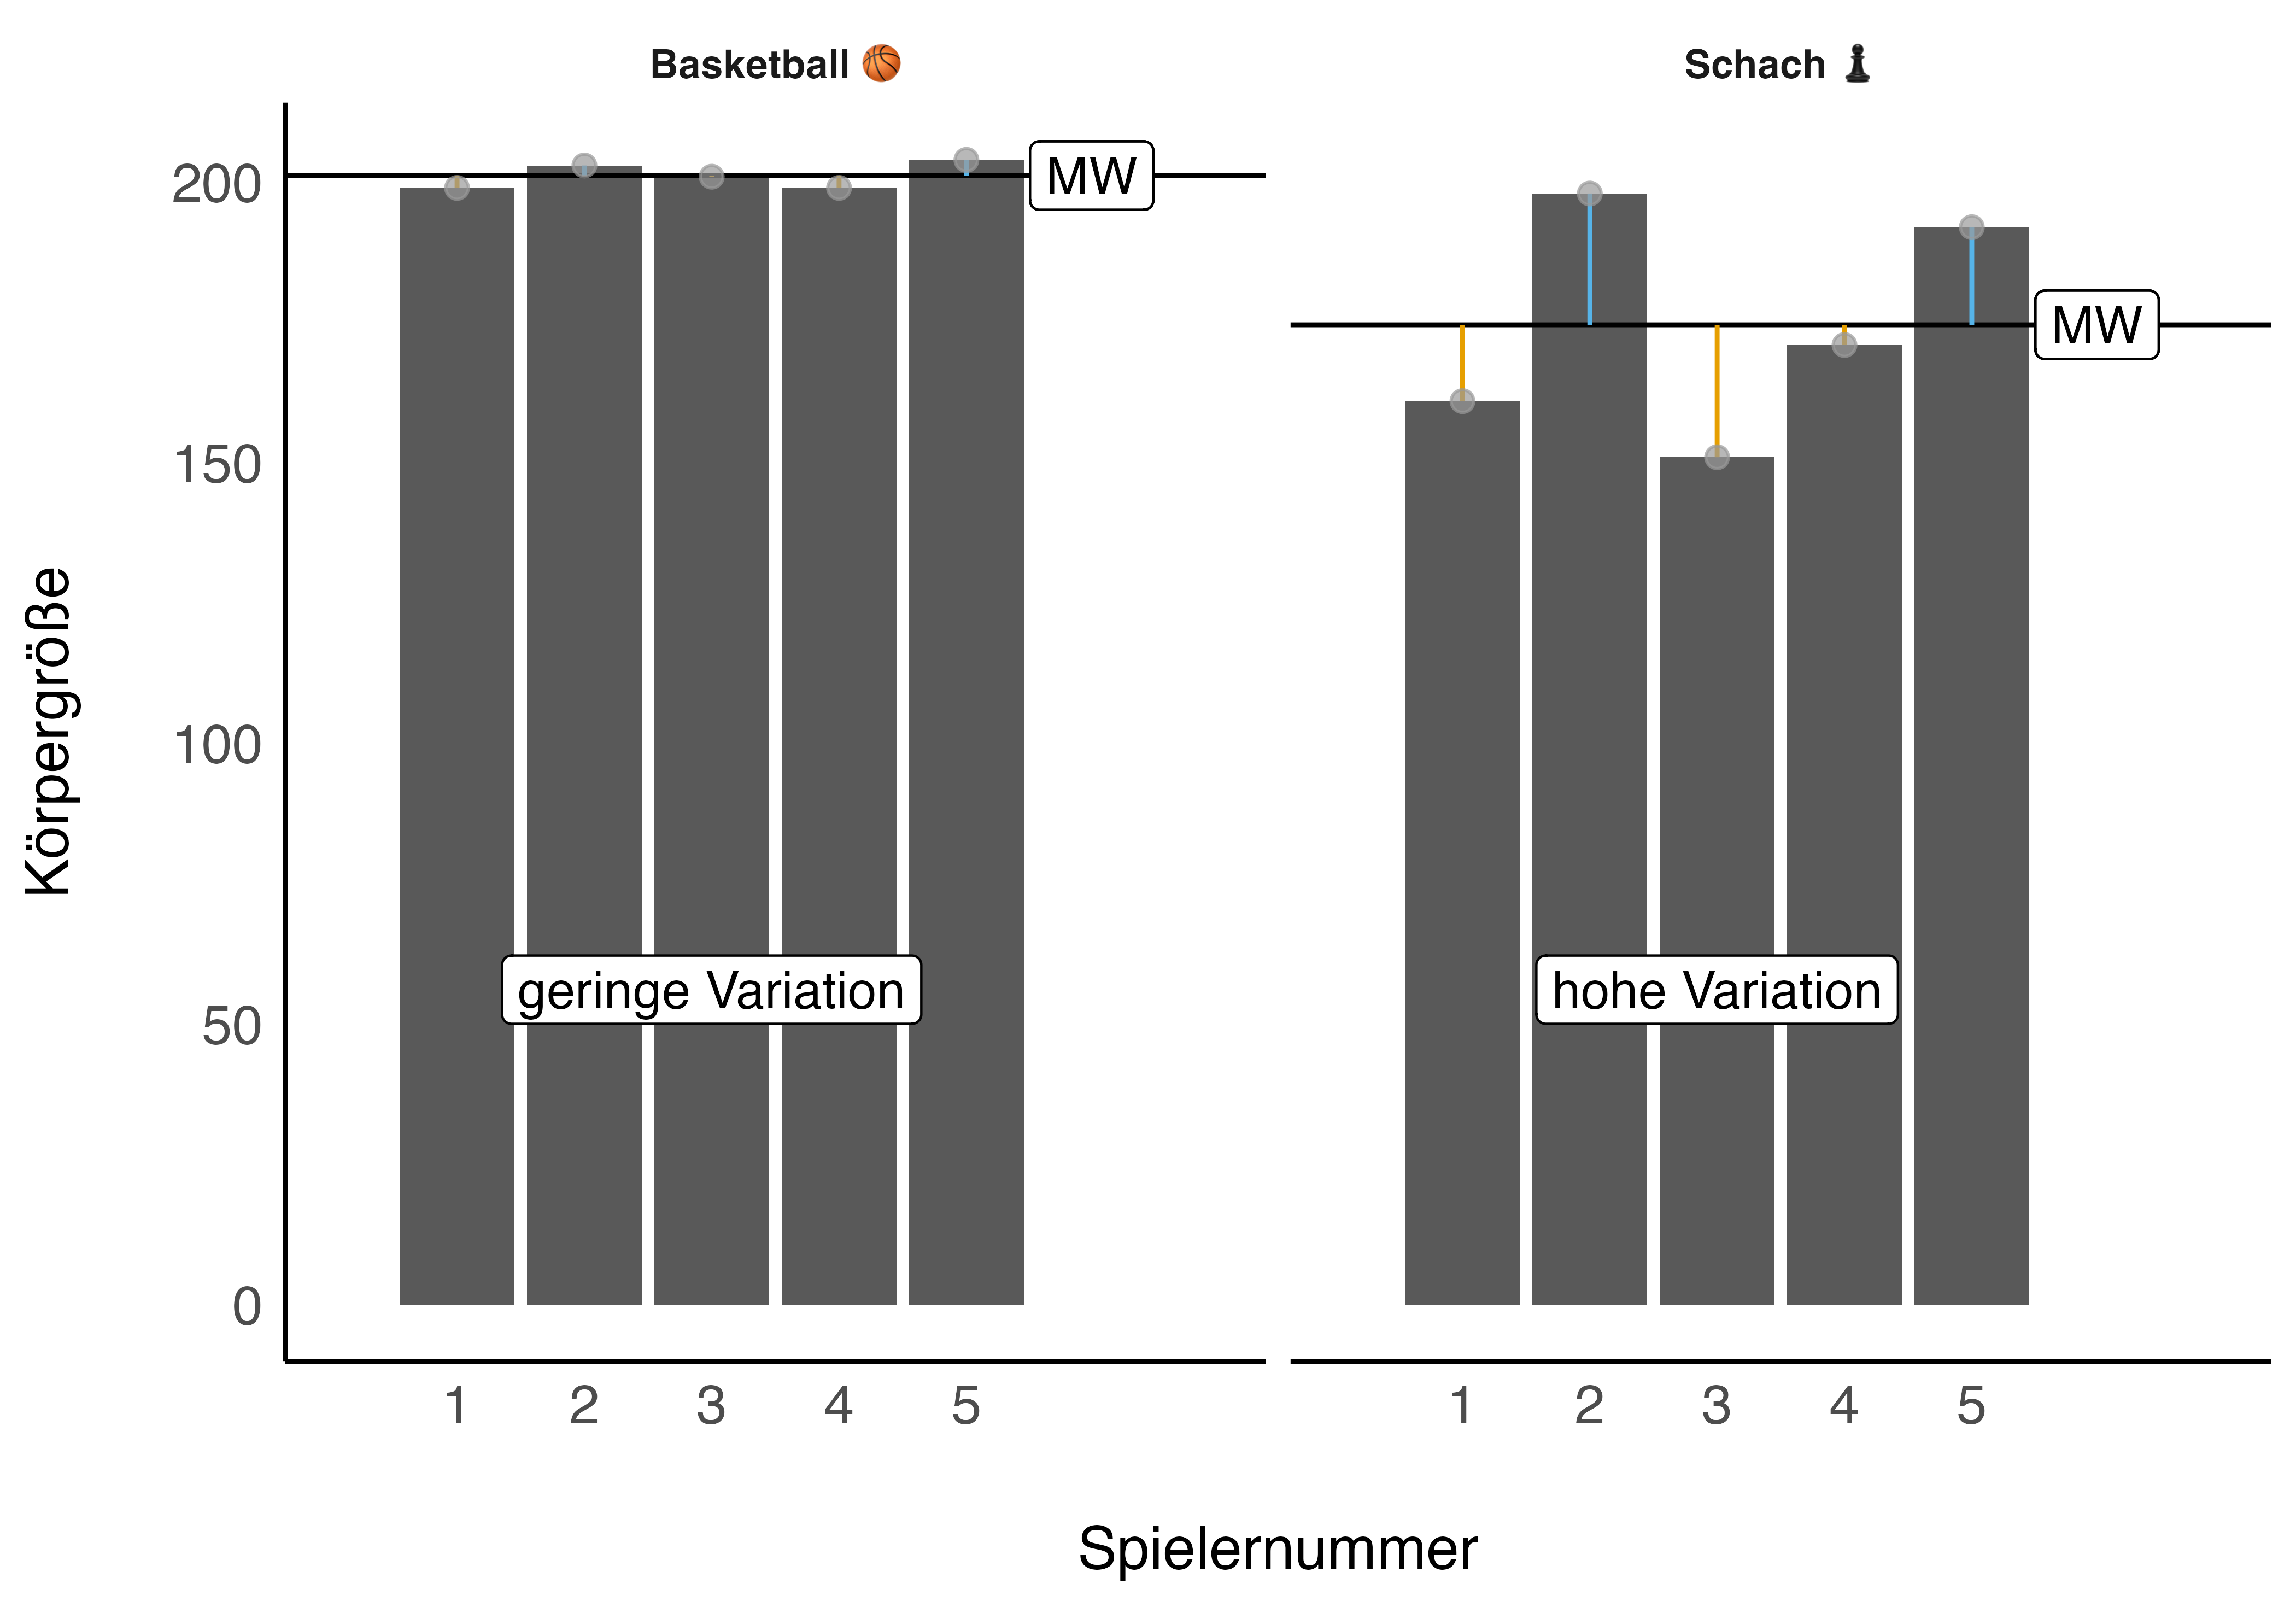 Basketball 🏀
Schach ♟
Körpergröße
200
150
100
50
0
MW
MW
geringe Variation
hohe Variation
1 2 3 4 5
1 2 3 4 5
Spielernummer